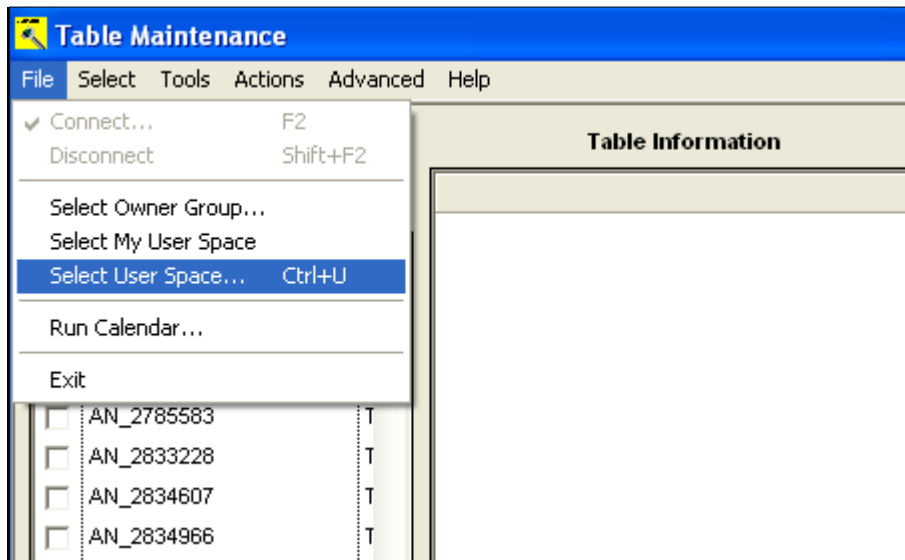 Table Maintenance
File Select Tools Actions Advanced Help
Connect... F2
Disconnect Shift+F2
Select Owner Group...
Select My User Space
Select User Space... Ctrl+U
Run Calendar...
Exit
Table Information
AN_2785583 T
AN_2833228 T
AN_2834607 T
AN_2834966 T